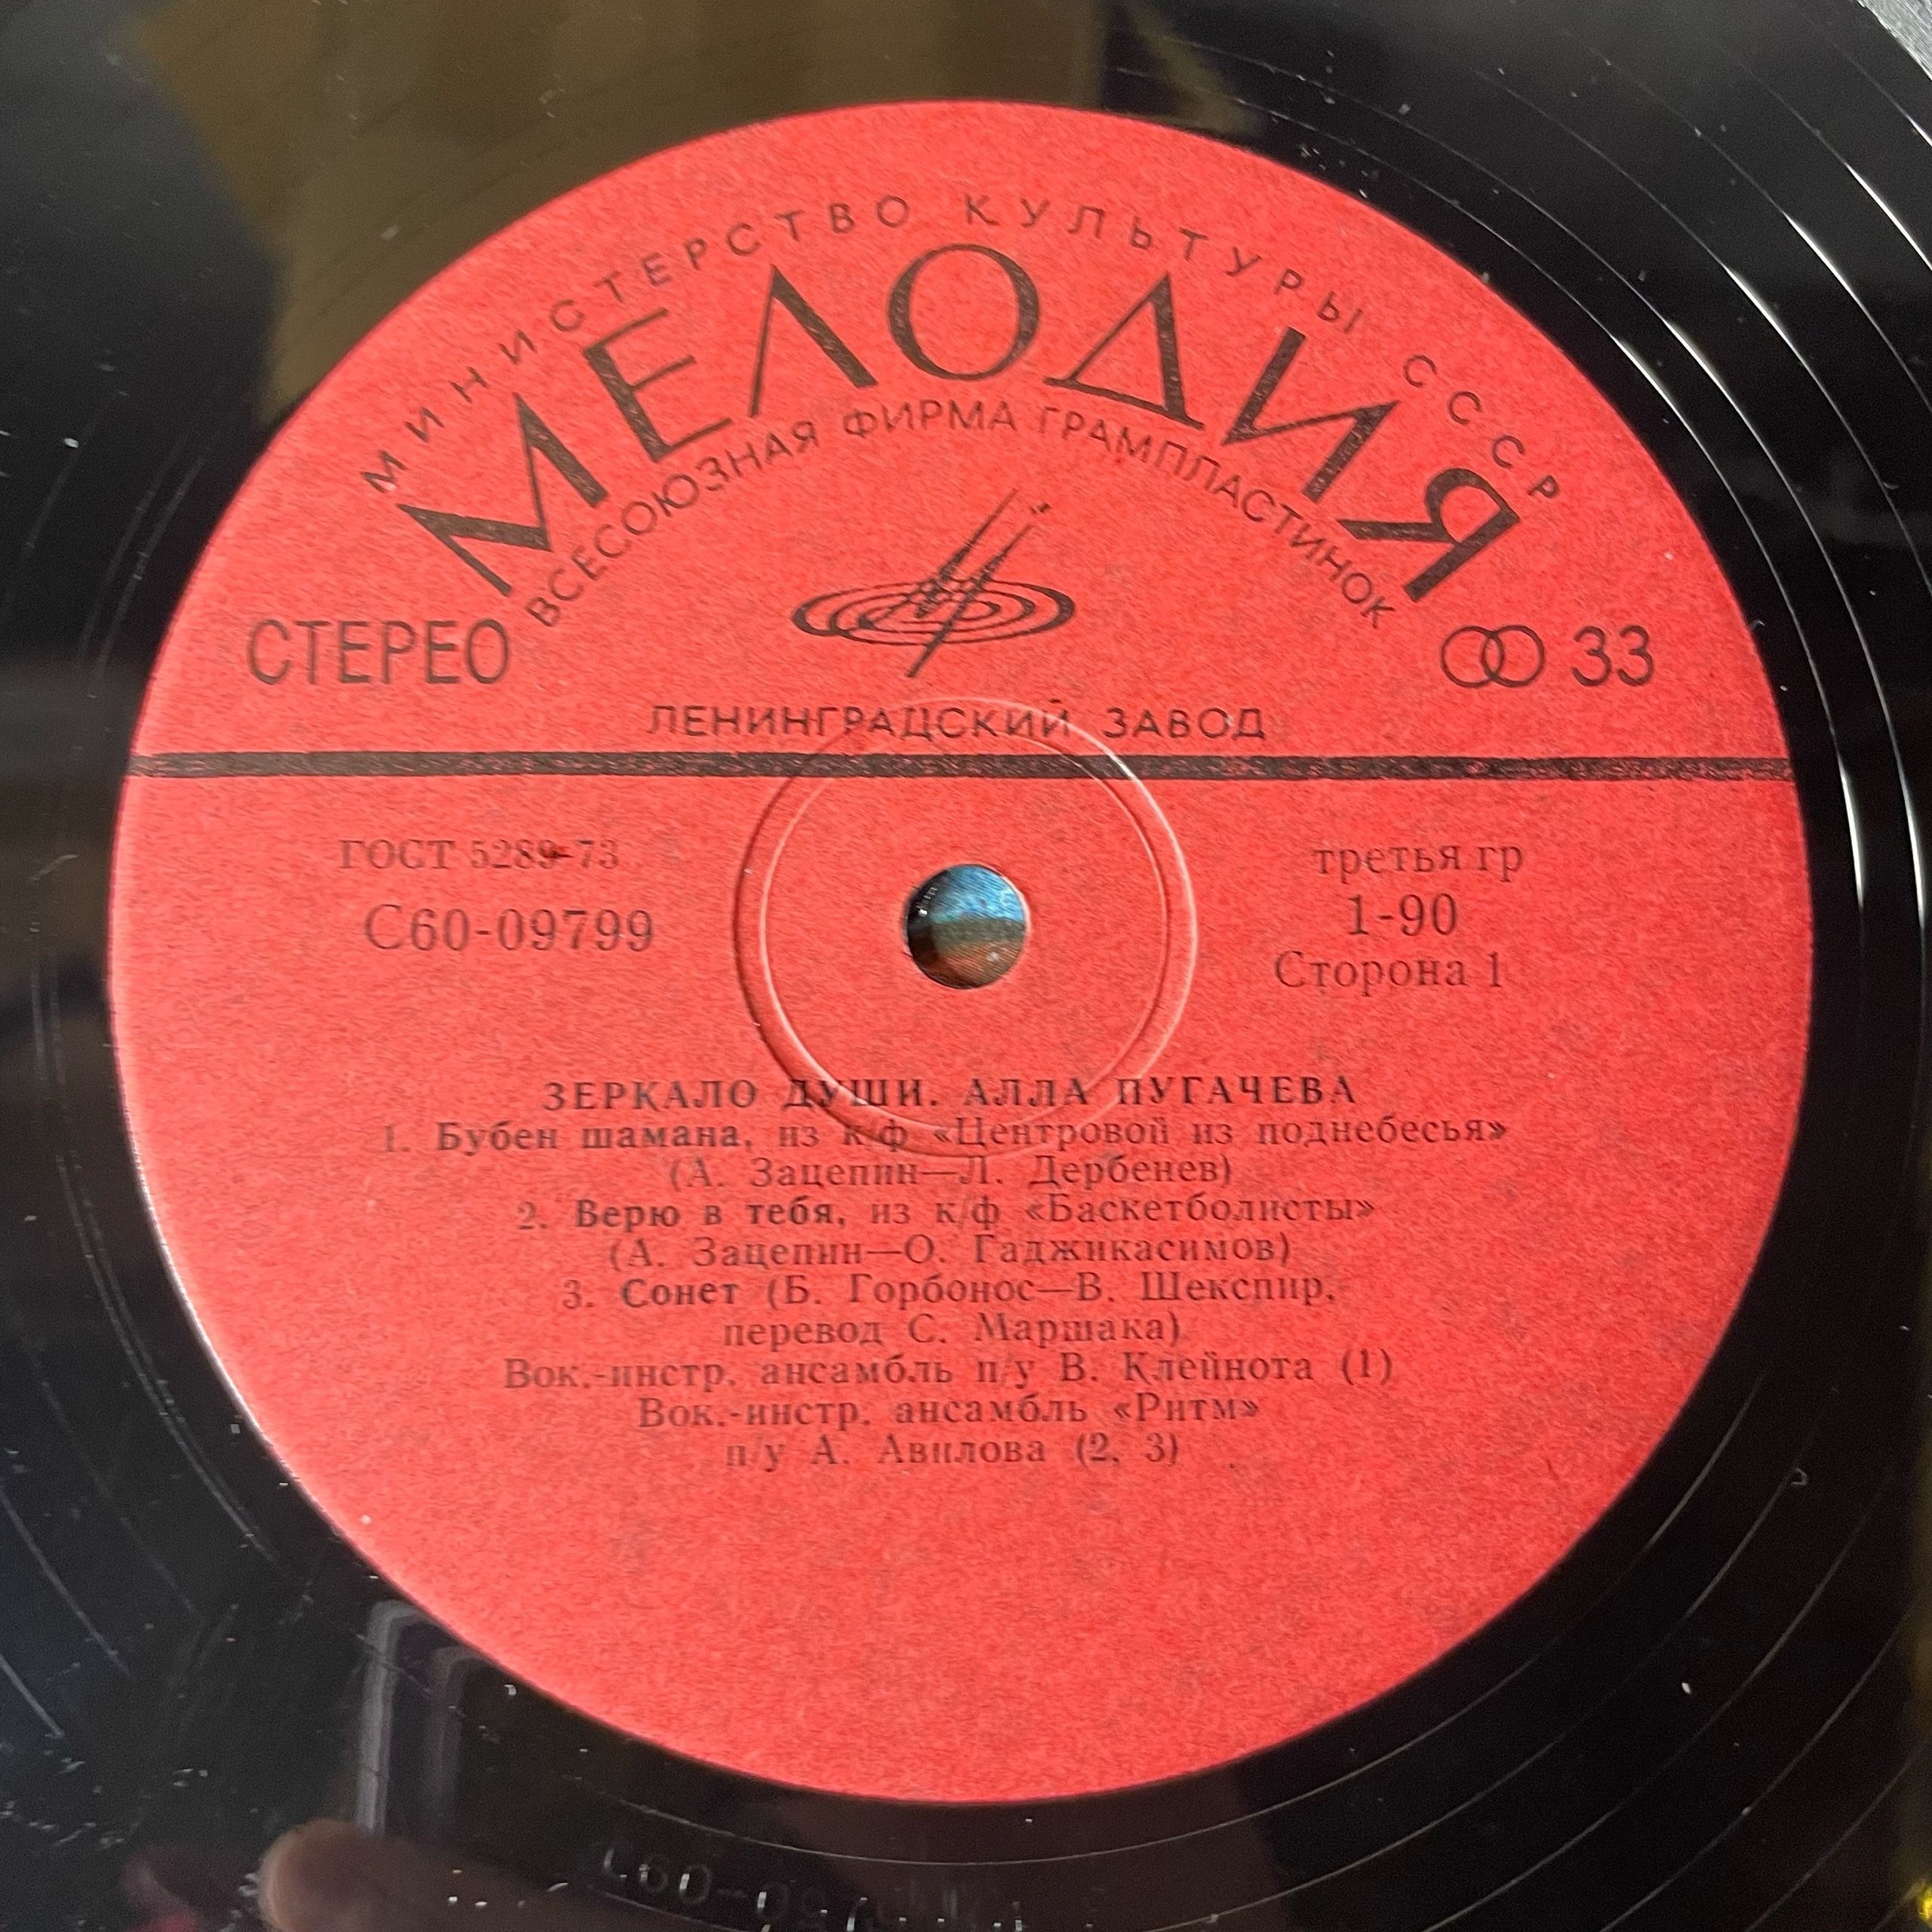 МИНИСТЕРСТВО КУЛЬТУРЫ СССР
МЕЛОДИЯ
ВСЕСОЮЗНАЯ ФИРМА ГРАМПЛАСТИНОК
СТЕРЕО
33
ЛЕНИНГРАДСКИЙ ЗАВОД
ГОСТ 5289-73
третья гр
С60-09799
1-90
Сторона 1
ЗЕРКАЛО ДУШИ. АЛЛА ПУГАЧЕВА
1. Бубен шамана, из к/ф «Центровой из поднебесья»
(А. Зацепин—Л. Дербенев)
2. Верю в тебя, из к/ф «Баскетболисты»
(А. Зацепин—О. Гаджикасимов)
3. Сонет (Б. Горбонос—В. Шекспир,
перевод С. Маршака)
Вок.-инстр. ансамбль п/у В. Клейнота (1)
Вок.-инстр. ансамбль «Ритм»
п/у А. Авилова (2, 3)